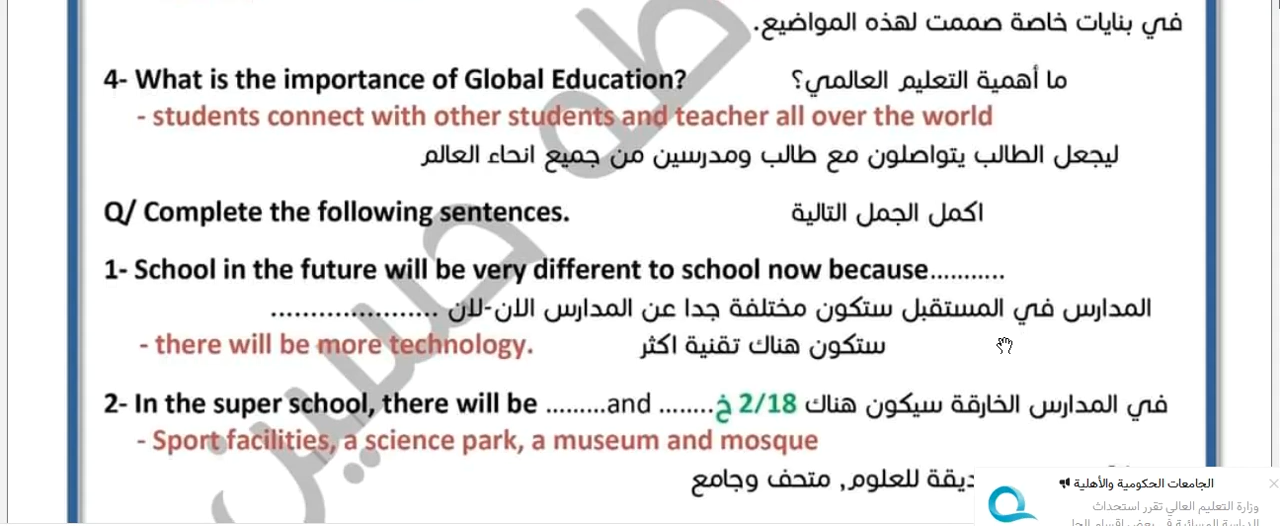 في بنايات خاصة صممت لهذه المواضيع.
4- What is the importance of Global Education? ما أهمية التعليم العالمي؟
- students connect with other students and teacher all over the world
ليجعل الطالب يتواصلون مع طالب ومدرسين من جميع انحاء العالم
Q/ Complete the following sentences. اكمل الجمل التالية
1- School in the future will be very different to school now because...........
المدارس في المستقبل ستكون مختلفة جدا عن المدارس الان-لان .....................
- there will be more technology. ستكون هناك تقنية اكثر
2- In the super school, there will be .........and ........ في المدارس الخارقة سيكون هناك 2/18 خ
- Sport facilities, a science park, a museum and mosque
للعلوم, متحف وجامع
الجامعات الحكومية والأهلية
وزارة التعليم العالي تقرر استحداث
طه حسين